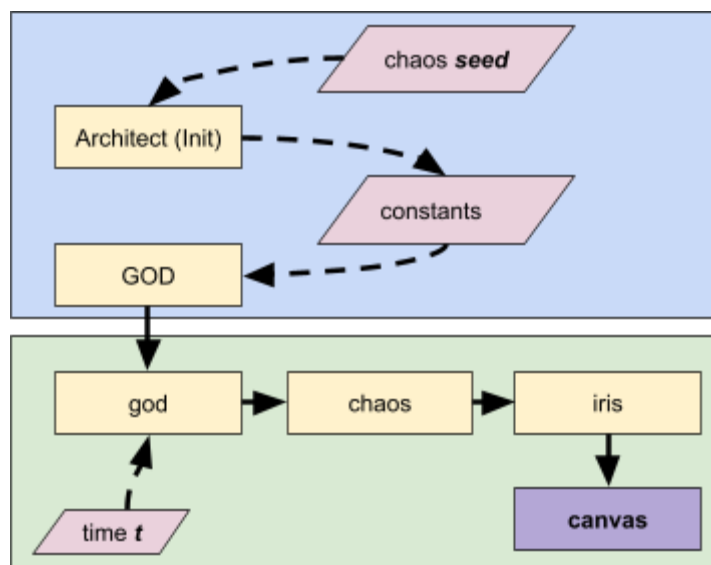 chaos seed
Architect (Init)
constants
GOD
god
chaos
iris
time t
canvas